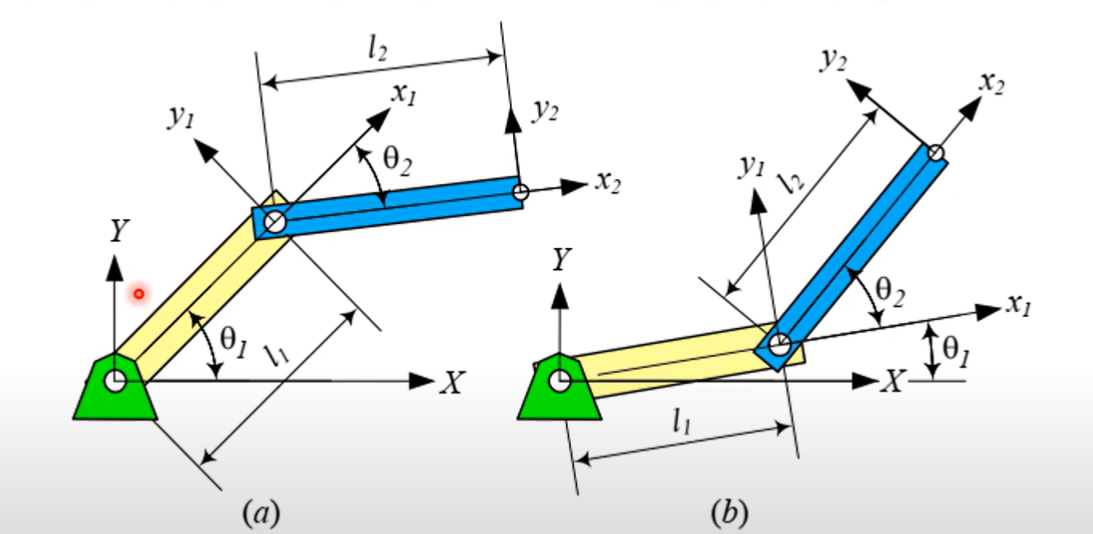 l₂
x₁
y₁
θ₂
y₂
x₂
Y
θ₁
l₁
X
(a)
y₂
x₂
y₁
l₂
Y
θ₂
x₁
θ₁
X
l₁
(b)